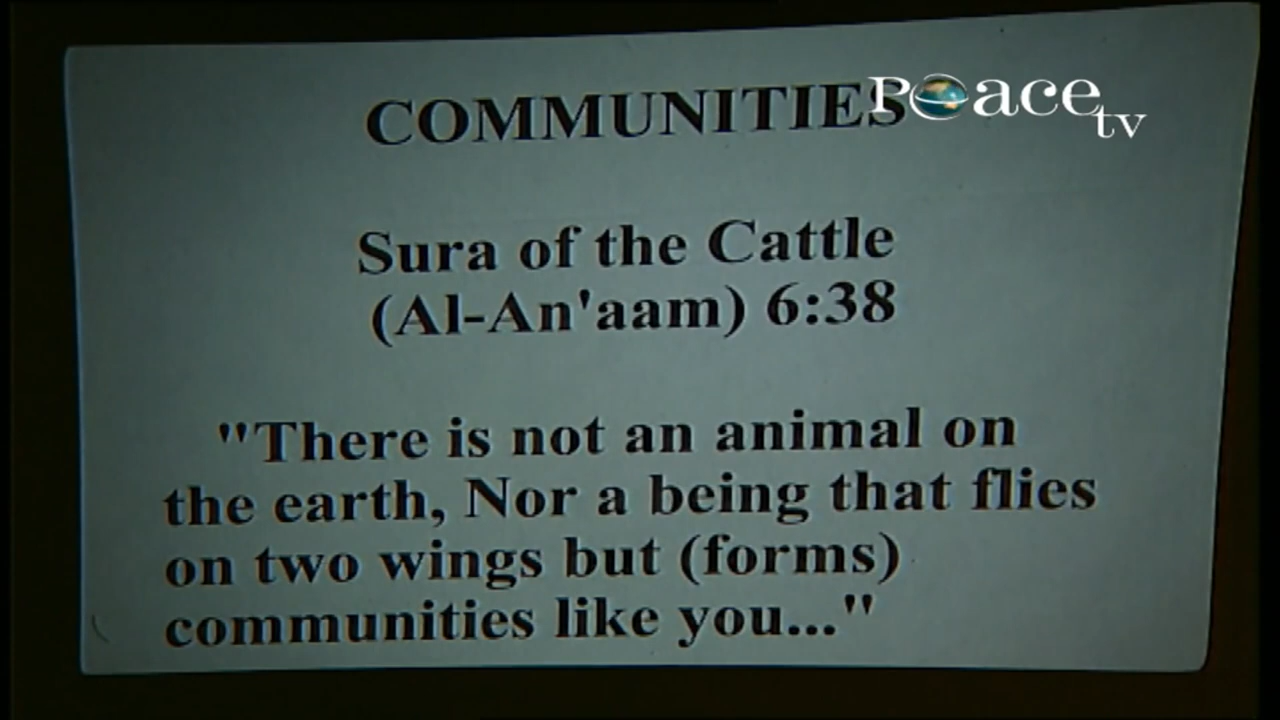 COMMUNITIES
Peace
tv
Sura of the Cattle
(Al-An'aam) 6:38
"There is not an animal on
the earth, Nor a being that flies
on two wings but (forms)
communities like you..."